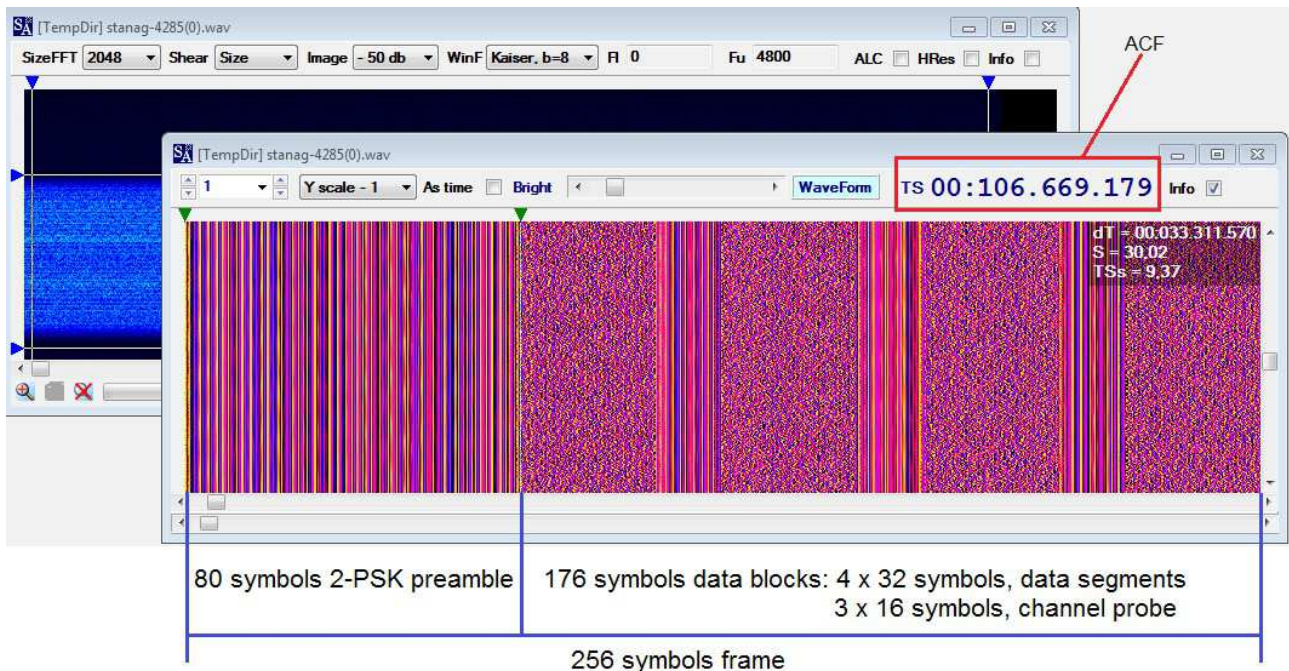 SA [TempDir] stanag-4285(0).wav
SizeFFT 2048 Shear Size Image - 50 db WinF Kaiser, b=8 Fl 0 Fu 4800 ALC HRes Info
ACF
SA [TempDir] stanag-4285(0).wav
1 Y scale - 1 As time Bright WaveForm TS 00:106.669.179 Info
dT = 00:033.311.570
S = 30,02
TSs = 9,37
80 symbols 2-PSK preamble
176 symbols data blocks: 4 x 32 symbols, data segments
3 x 16 symbols, channel probe
256 symbols frame